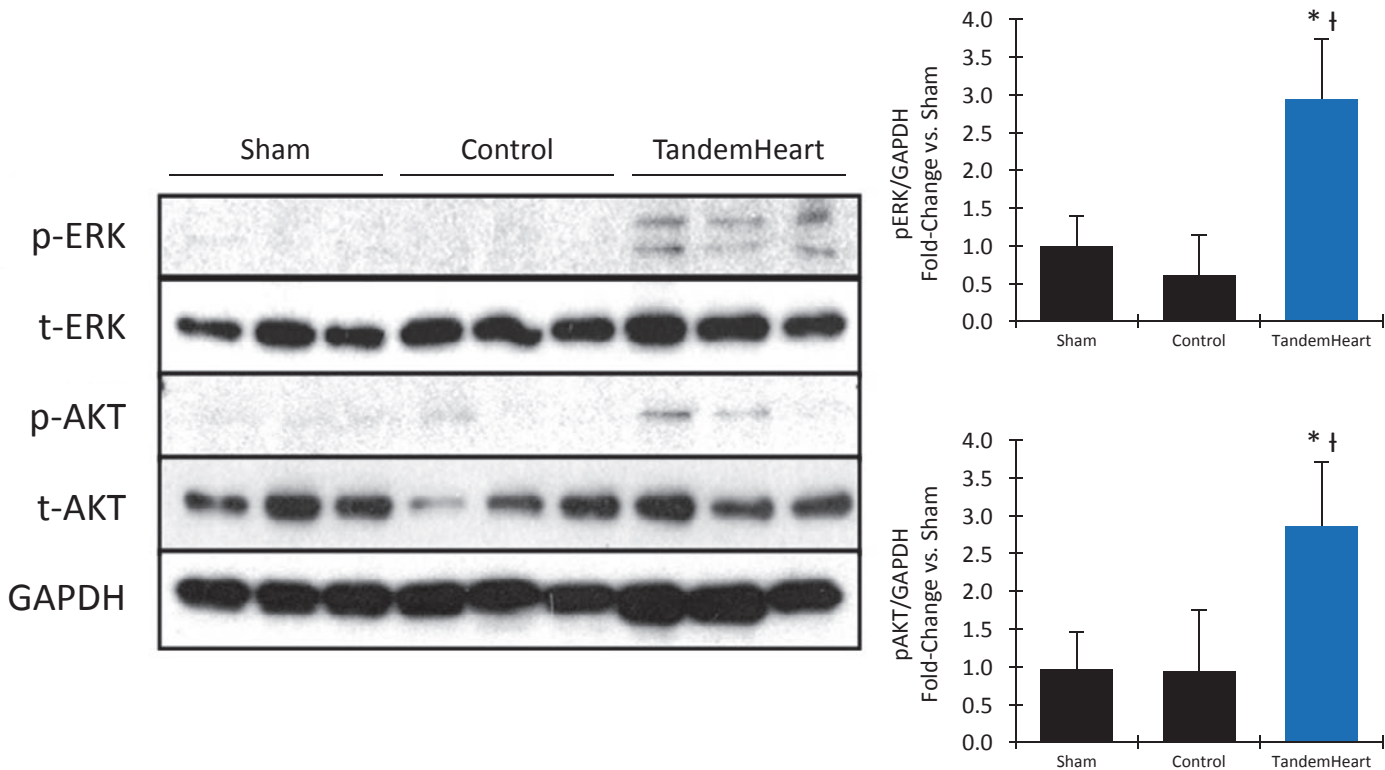 Sham Control TandemHeart
p-ERK
t-ERK
p-AKT
t-AKT
GAPDH
pERK/GAPDH
Fold-Change vs. Sham
4.0
3.5
3.0
2.5
2.0
1.5
1.0
0.5
0.0
* ƚ
Sham Control TandemHeart
pAKT/GAPDH
Fold-Change vs. Sham
4.0
3.5
3.0
2.5
2.0
1.5
1.0
0.5
0.0
* ƚ
Sham Control TandemHeart